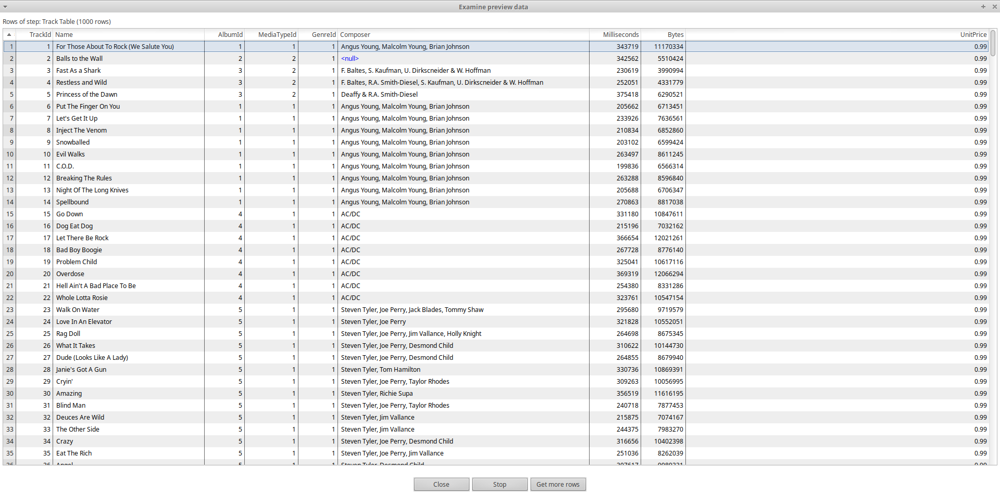 Examine preview data
Rows of step: Track Table (1000 rows)
TrackId Name AlbumId MediaTypeId GenreId Composer Milliseconds Bytes UnitPrice
1 1 For Those About To Rock (We Salute You) 1 1 1 Angus Young, Malcolm Young, Brian Johnson 343719 11170334 0.99
2 2 Balls to the Wall 2 2 1 <null> 342562 5510424 0.99
3 3 Fast As a Shark 3 2 1 F. Baltes, S. Kaufman, U. Dirkscneider & W. Hoffman 230619 3990994 0.99
4 4 Restless and Wild 3 2 1 F. Baltes, R.A. Smith-Diesel, S. Kaufman, U. Dirkscneider & W. Hoffman 252051 4331779 0.99
5 5 Princess of the Dawn 3 2 1 Deaffy & R.A. Smith-Diesel 375418 6290521 0.99
6 6 Put The Finger On You 1 1 1 Angus Young, Malcolm Young, Brian Johnson 205662 6713451 0.99
7 7 Let's Get It Up 1 1 1 Angus Young, Malcolm Young, Brian Johnson 233926 7636561 0.99
8 8 Inject The Venom 1 1 1 Angus Young, Malcolm Young, Brian Johnson 210834 6852860 0.99
9 9 Snowballed 1 1 1 Angus Young, Malcolm Young, Brian Johnson 203102 6599424 0.99
10 10 Evil Walks 1 1 1 Angus Young, Malcolm Young, Brian Johnson 263497 8611245 0.99
11 11 C.O.D. 1 1 1 Angus Young, Malcolm Young, Brian Johnson 199836 6566314 0.99
12 12 Breaking The Rules 1 1 1 Angus Young, Malcolm Young, Brian Johnson 263288 8596840 0.99
13 13 Night Of The Long Knives 1 1 1 Angus Young, Malcolm Young, Brian Johnson 205688 6706347 0.99
14 14 Spellbound 1 1 1 Angus Young, Malcolm Young, Brian Johnson 270863 8817038 0.99
15 15 Go Down 4 1 1 AC/DC 331180 10847611 0.99
16 16 Dog Eat Dog 4 1 1 AC/DC 215196 7032162 0.99
17 17 Let There Be Rock 4 1 1 AC/DC 366654 12021261 0.99
18 18 Bad Boy Boogie 4 1 1 AC/DC 267728 8776140 0.99
19 19 Problem Child 4 1 1 AC/DC 325041 10617116 0.99
20 20 Overdose 4 1 1 AC/DC 369319 12066294 0.99
21 21 Hell Ain't A Bad Place To Be 4 1 1 AC/DC 254380 8331286 0.99
22 22 Whole Lotta Rosie 4 1 1 AC/DC 323761 10547154 0.99
23 23 Walk On Water 5 1 1 Steven Tyler, Joe Perry, Jack Blades, Tommy Shaw 295680 9719579 0.99
24 24 Love In An Elevator 5 1 1 Steven Tyler, Joe Perry 321828 10552051 0.99
25 25 Rag Doll 5 1 1 Steven Tyler, Joe Perry, Jim Vallance, Holly Knight 264698 8675345 0.99
26 26 What It Takes 5 1 1 Steven Tyler, Joe Perry, Desmond Child 310622 10144730 0.99
27 27 Dude (Looks Like A Lady) 5 1 1 Steven Tyler, Joe Perry, Desmond Child 264855 8679940 0.99
28 28 Janie's Got A Gun 5 1 1 Steven Tyler, Tom Hamilton 330736 10869391 0.99
29 29 Cryin' 5 1 1 Steven Tyler, Joe Perry, Taylor Rhodes 309263 10056995 0.99
30 30 Amazing 5 1 1 Steven Tyler, Richie Supa 356519 11616195 0.99
31 31 Blind Man 5 1 1 Steven Tyler, Joe Perry, Taylor Rhodes 240718 7877453 0.99
32 32 Deuces Are Wild 5 1 1 Steven Tyler, Jim Vallance 215875 7074167 0.99
33 33 The Other Side 5 1 1 Steven Tyler, Jim Vallance 244375 7983270 0.99
34 34 Crazy 5 1 1 Steven Tyler, Joe Perry, Desmond Child 316656 10402398 0.99
35 35 Eat The Rich 5 1 1 Steven Tyler, Joe Perry, Jim Vallance 251036 8262039 0.99
36 36 Angel 5 1 1 Steven Tyler, Desmond Child 0.99
Close Stop Get more rows